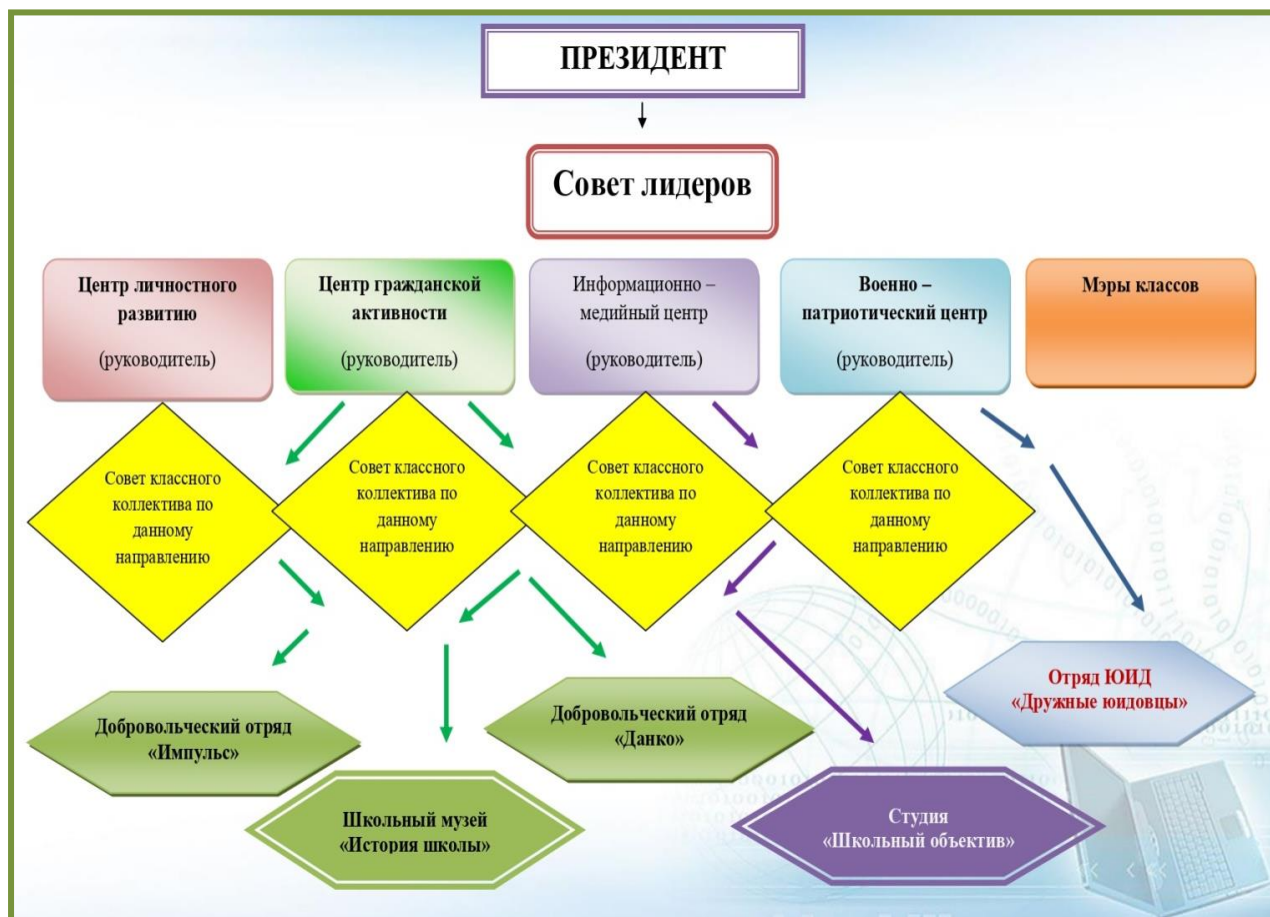 ПРЕЗИДЕНТ
Совет лидеров
Центр личностного
развитию
(руководитель)
Центр гражданской
активности
(руководитель)
Информационно –
медийный центр
(руководитель)
Военно –
патриотический центр
(руководитель)
Мэры классов
Совет классного
коллектива по
данному
направлению
Совет классного
коллектива по
данному
направлению
Совет классного
коллектива по
данному
направлению
Совет классного
коллектива по
данному
направлению
Отряд ЮИД
«Дружные юидовцы»
Добровольческий отряд
«Импульс»
Добровольческий отряд
«Данко»
Школьный музей
«История школы»
Студия
«Школьный объектив»